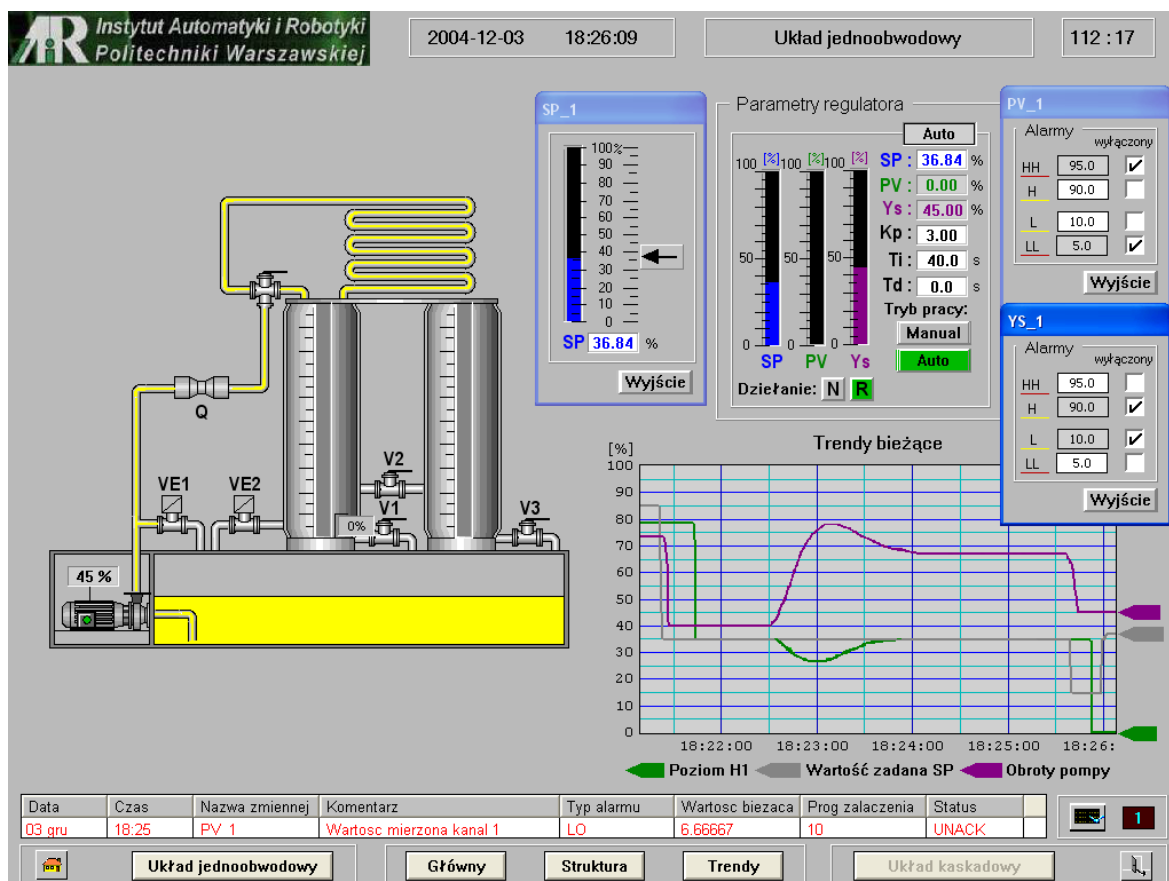 AiR Instytut Automatyki i Robotyki
Politechniki Warszawskiej
2004-12-03 18:26:09
Układ jednoobwodowy
112 : 17
SP_1
100%
90
80
70
60
50
40
30
20
10
0
SP 36.84 %
Wyjście
Parametry regulatora
Auto
100 [%] 100 [%] 100 [%]
50 50 50
0 0 0
SP PV Ys
SP : 36.84 %
PV : 0.00 %
Ys : 45.00 %
Kp : 3.00
Ti : 40.0 s
Td : 0.0 s
Tryb pracy:
Manual
Auto
Dziełanie: N R
PV_1
Alarmy
wyłączony
HH 95.0
H 90.0
L 10.0
LL 5.0
Wyjście
YS_1
Alarmy
wyłączony
HH 95.0
H 90.0
L 10.0
LL 5.0
Wyjście
Q
VE1 VE2
V2
V1
V3
0%
45 %
Trendy bieżące
[%]
100
90
80
70
60
50
40
30
20
10
0
18:22:00 18:23:00 18:24:00 18:25:00 18:26:
Poziom H1 Wartość zadana SP Obroty pompy
Data Czas Nazwa zmiennej Komentarz Typ alarmu Wartosc biezaca Prog zalaczenia Status
03 gru 18:25 PV_1 Wartosc mierzona kanal 1 LO 6.66667 10 UNACK
1
Układ jednoobwodowy
Główny
Struktura
Trendy
Układ kaskadowy